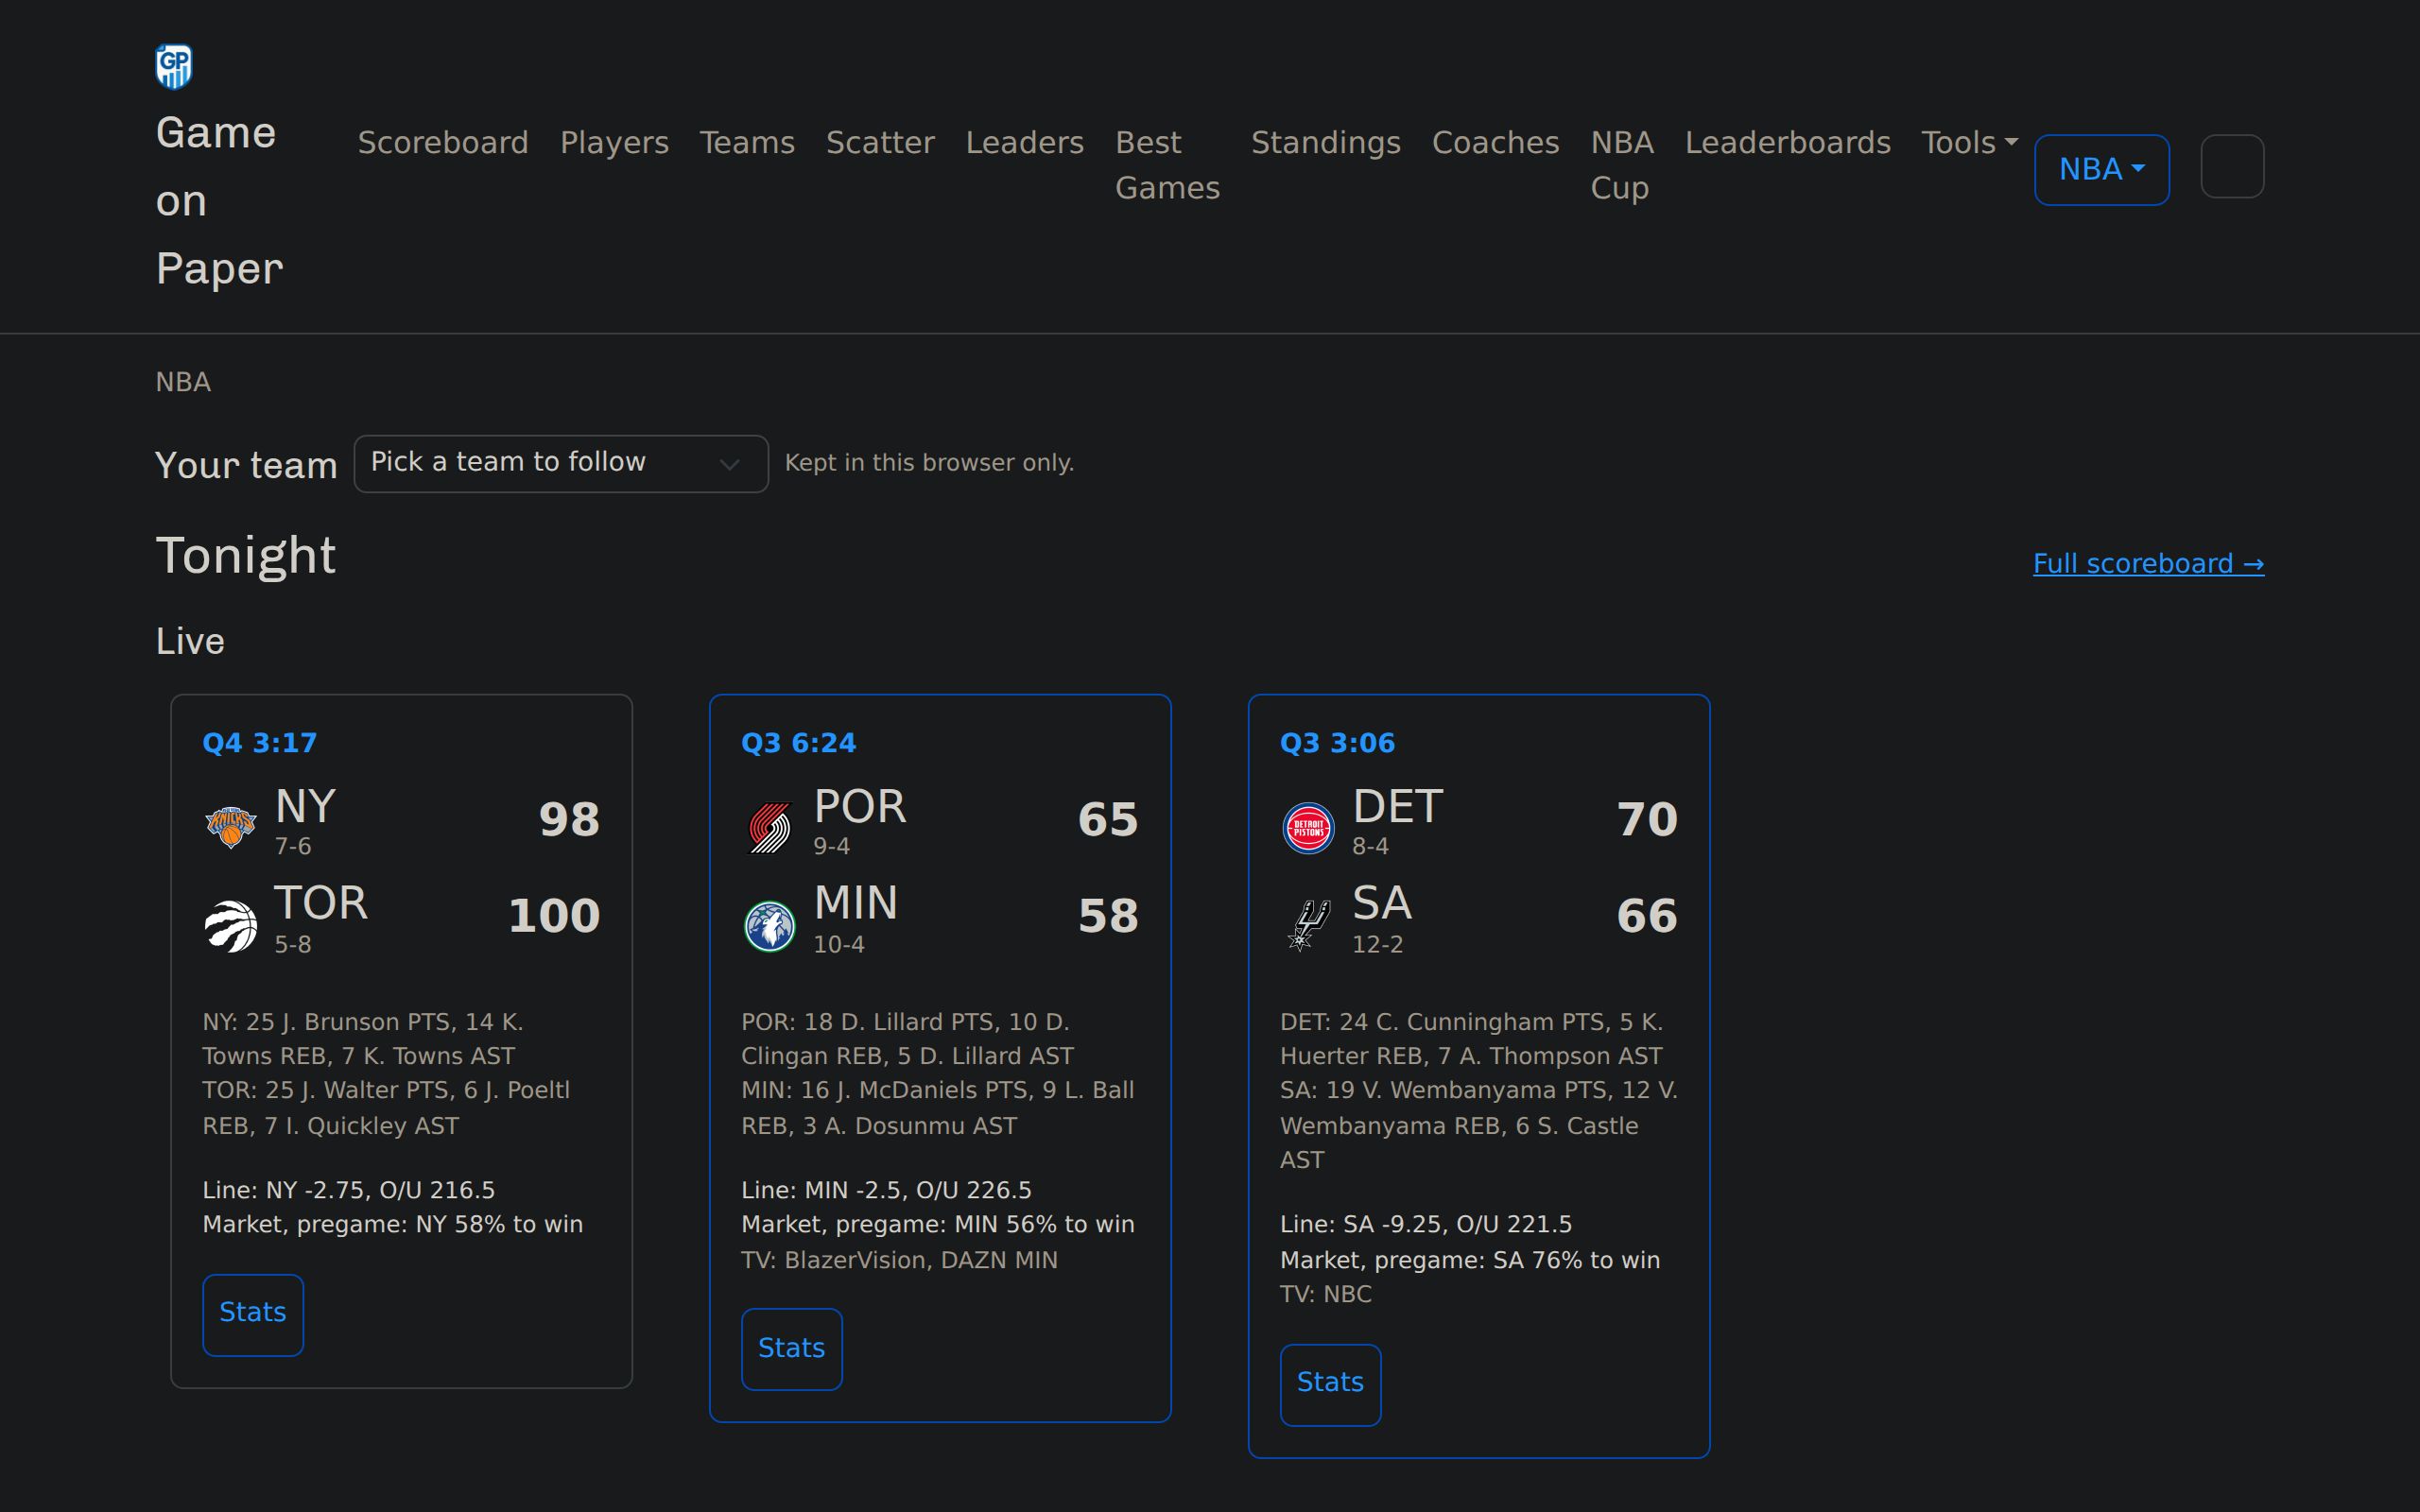 GP
Game
on
Paper
Scoreboard Players Teams Scatter Leaders Best Games Standings Coaches NBA Cup Leaderboards Tools NBA
NBA
Your team Pick a team to follow Kept in this browser only.
Tonight Full scoreboard →
Live
Q4 3:17
KNICKS NY 98
7-6
TOR 100
5-8
NY: 25 J. Brunson PTS, 14 K.
Towns REB, 7 K. Towns AST
TOR: 25 J. Walter PTS, 6 J. Poeltl
REB, 7 I. Quickley AST
Line: NY -2.75, O/U 216.5
Market, pregame: NY 58% to win
Stats
Q3 6:24
POR 65
9-4
MIN 58
10-4
POR: 18 D. Lillard PTS, 10 D.
Clingan REB, 5 D. Lillard AST
MIN: 16 J. McDaniels PTS, 9 L. Ball
REB, 3 A. Dosunmu AST
Line: MIN -2.5, O/U 226.5
Market, pregame: MIN 56% to win
TV: BlazerVision, DAZN MIN
Stats
Q3 3:06
DETROIT PISTONS DET 70
8-4
SA 66
12-2
DET: 24 C. Cunningham PTS, 5 K.
Huerter REB, 7 A. Thompson AST
SA: 19 V. Wembanyama PTS, 12 V.
Wembanyama REB, 6 S. Castle
AST
Line: SA -9.25, O/U 221.5
Market, pregame: SA 76% to win
TV: NBC
Stats